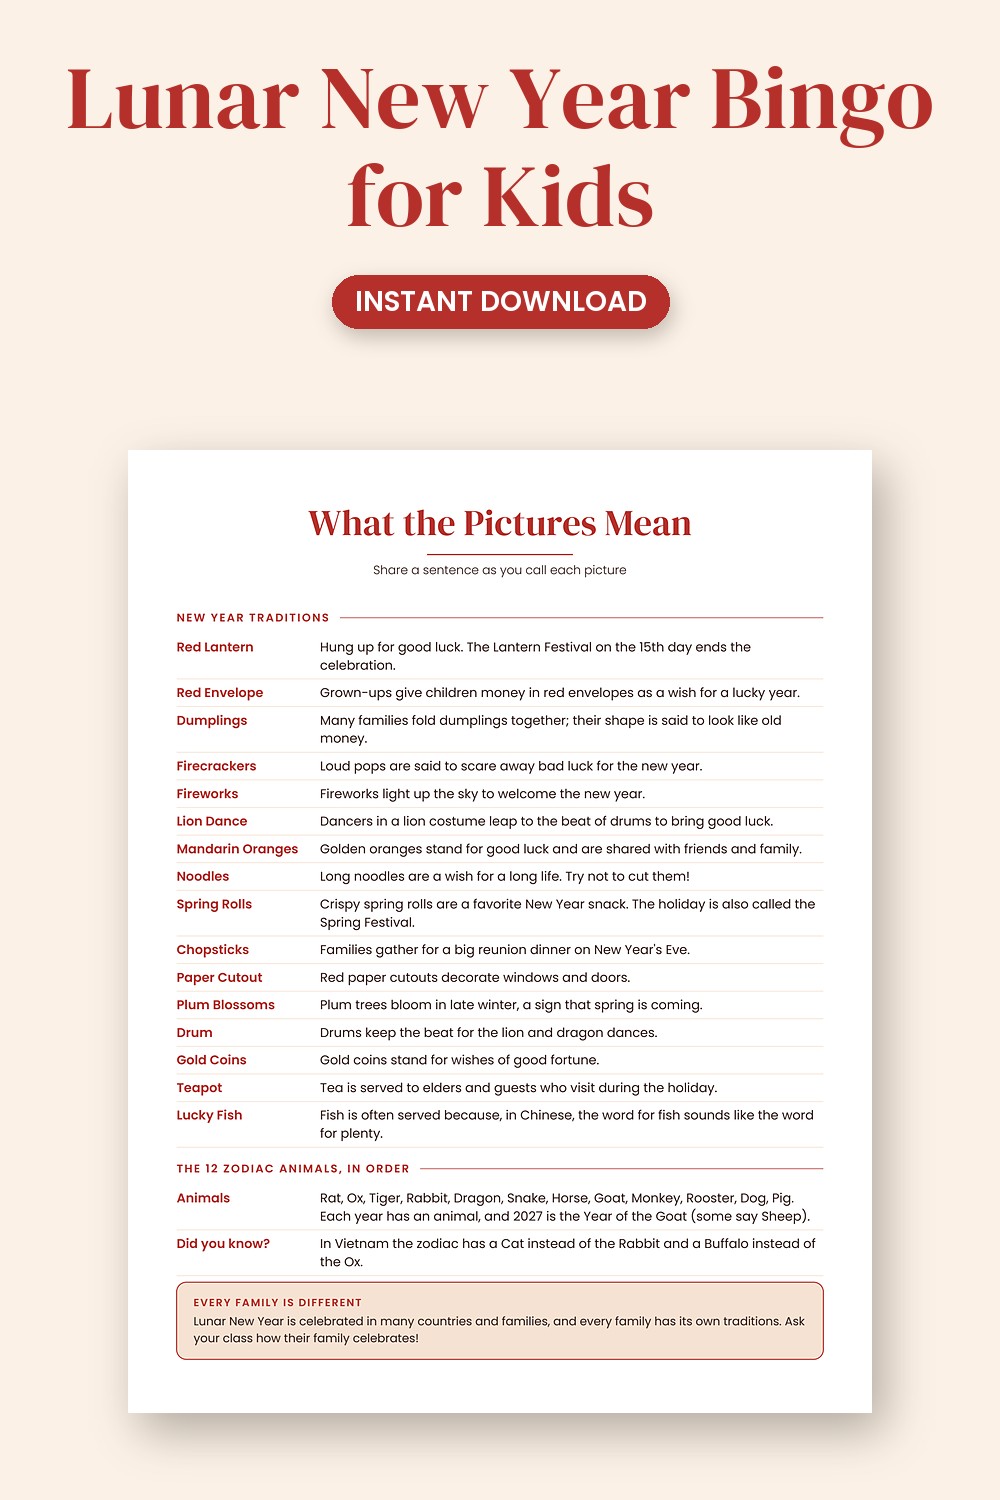 Lunar New Year Bingo
for Kids
INSTANT DOWNLOAD
What the Pictures Mean
Share a sentence as you call each picture
NEW YEAR TRADITIONS
Red Lantern Hung up for good luck. The Lantern Festival on the 15th day ends the
celebration.
Red Envelope Grown-ups give children money in red envelopes as a wish for a lucky year.
Dumplings Many families fold dumplings together; their shape is said to look like old
money.
Firecrackers Loud pops are said to scare away bad luck for the new year.
Fireworks Fireworks light up the sky to welcome the new year.
Lion Dance Dancers in a lion costume leap to the beat of drums to bring good luck.
Mandarin Oranges Golden oranges stand for good luck and are shared with friends and family.
Noodles Long noodles are a wish for a long life. Try not to cut them!
Spring Rolls Crispy spring rolls are a favorite New Year snack. The holiday is also called the
Spring Festival.
Chopsticks Families gather for a big reunion dinner on New Year's Eve.
Paper Cutout Red paper cutouts decorate windows and doors.
Plum Blossoms Plum trees bloom in late winter, a sign that spring is coming.
Drum Drums keep the beat for the lion and dragon dances.
Gold Coins Gold coins stand for wishes of good fortune.
Teapot Tea is served to elders and guests who visit during the holiday.
Lucky Fish Fish is often served because, in Chinese, the word for fish sounds like the word
for plenty.
THE 12 ZODIAC ANIMALS, IN ORDER
Animals Rat, Ox, Tiger, Rabbit, Dragon, Snake, Horse, Goat, Monkey, Rooster, Dog, Pig.
Each year has an animal, and 2027 is the Year of the Goat (some say Sheep).
Did you know? In Vietnam the zodiac has a Cat instead of the Rabbit and a Buffalo instead of
the Ox.
EVERY FAMILY IS DIFFERENT
Lunar New Year is celebrated in many countries and families, and every family has its own traditions. Ask
your class how their family celebrates!